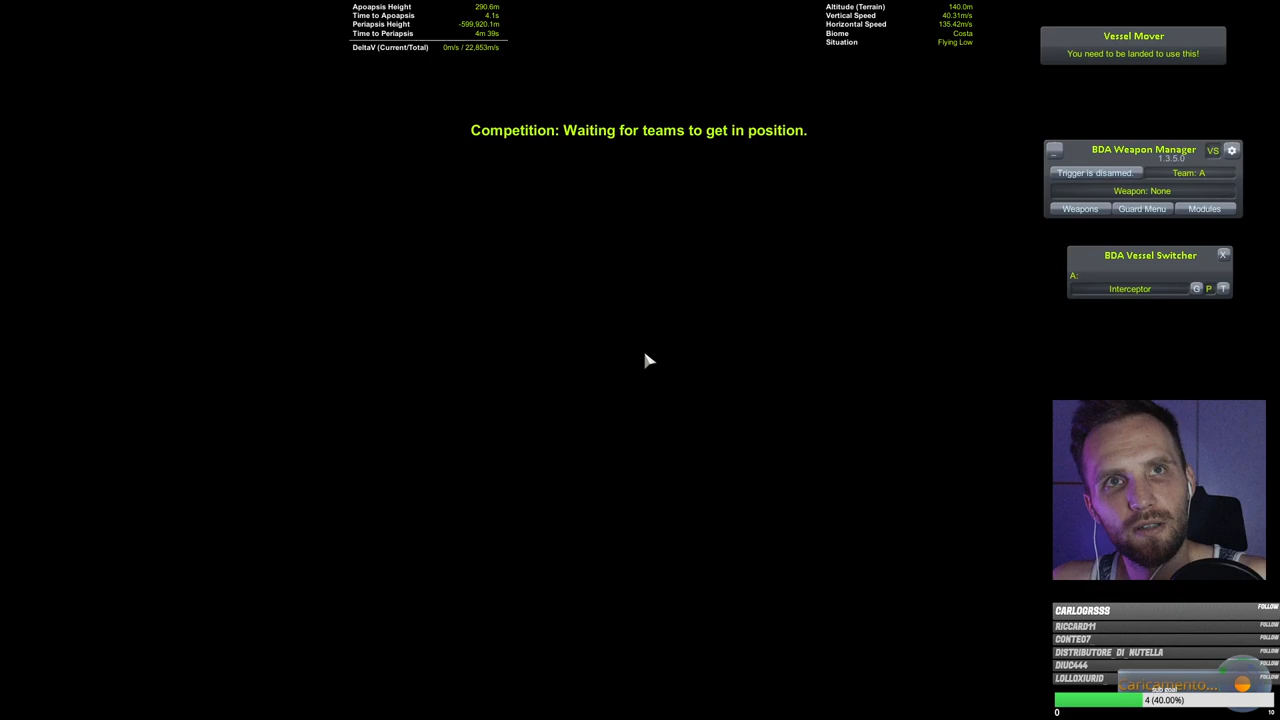 Apoapsis Height 290.6m
Time to Apoapsis 4.1s
Periapsis Height -599,920.1m
Time to Periapsis 4m 39s
DeltaV (Current/Total) 0m/s / 22,853m/s
Altitude (Terrain) 140.0m
Vertical Speed 40.31m/s
Horizontal Speed 135.42m/s
Biome Costa
Situation Flying Low
Vessel Mover
You need to be landed to use this!
Competition: Waiting for teams to get in position.
_ BDA Weapon Manager VS
1.3.5.0
Trigger is disarmed. Team: A
Weapon: None
Weapons Guard Menu Modules
BDA Vessel Switcher X
A:
Interceptor G P T
CARLOGRSSS FOLLOW
RICCARD11 FOLLOW
CONTE07_ FOLLOW
DISTRIBUTORE_DI_NUTELLA FOLLOW
DIUC444 FOLLOW
LOLLOXIURID_ FOLLOW
Caricamento...
sub goal
4 (40.00%)
0 10